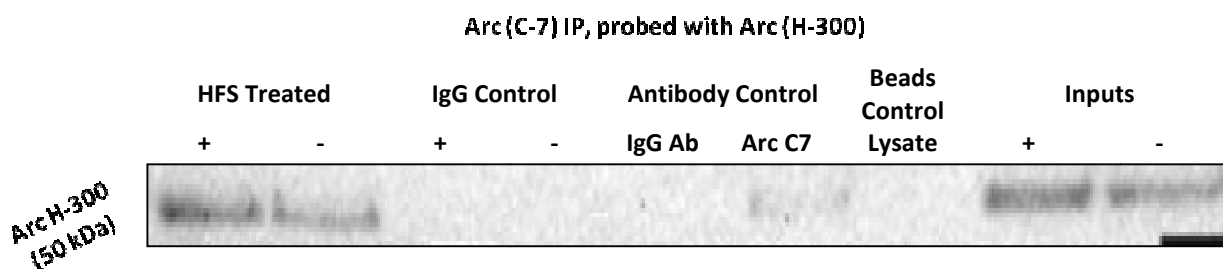 Arc (C-7) IP, probed with Arc (H-300)
HFS Treated IgG Control Antibody Control Beads Control Lysate Inputs
+ - + - IgG Ab Arc C7 + -
Arc H-300
(50 kDa)